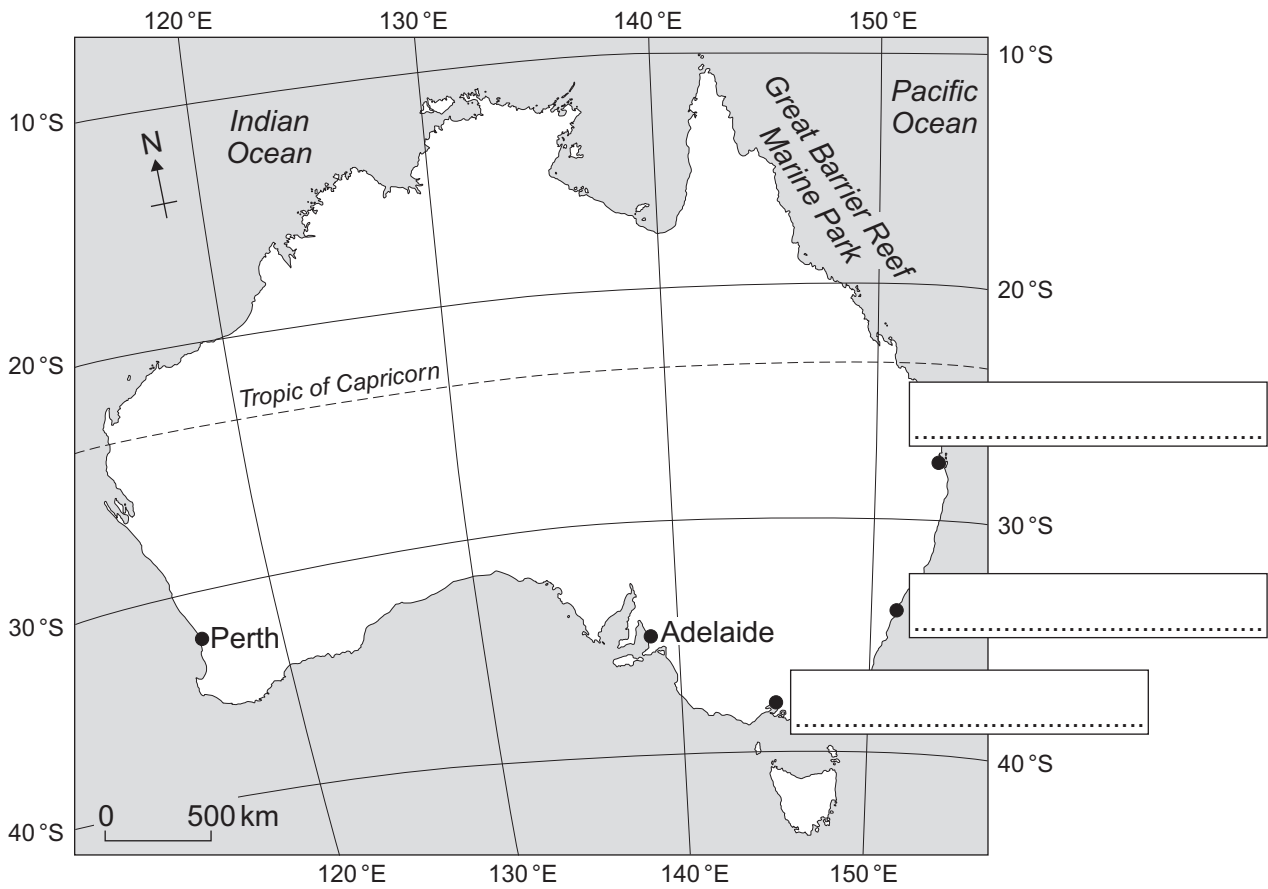 120 °E 130 °E 140 °E 150 °E
10 °S
Pacific
Ocean
Great Barrier Reef
Marine Park
Indian
Ocean
10 °S
N
20 °S
20 °S
Tropic of Capricorn
30 °S
30 °S
Perth
Adelaide
40 °S
0 500 km
40 °S
120 °E 130 °E 140 °E 150 °E